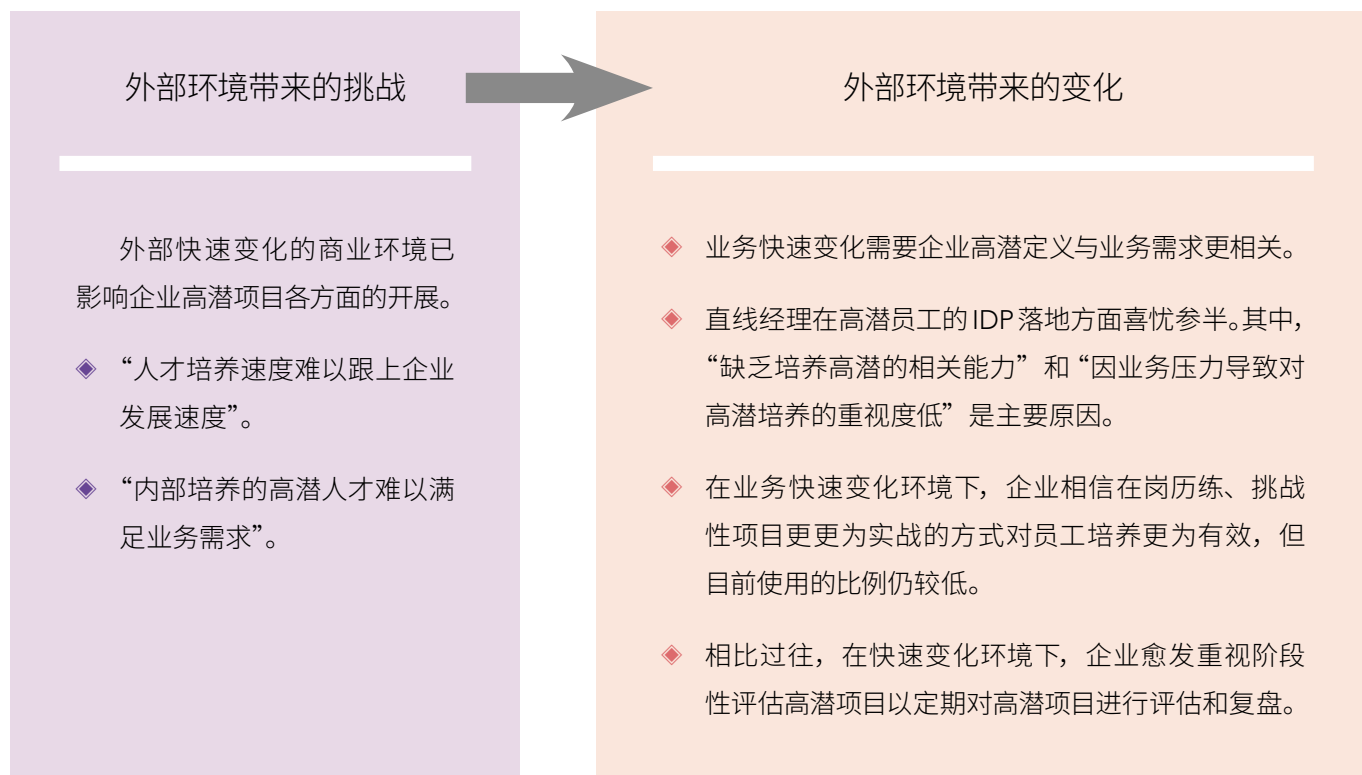 外部环境带来的挑战
外部快速变化的商业环境已
影响企业高潜项目各方面的开展。
“人才培养速度难以跟上企业
发展速度”。
“内部培养的高潜人才难以满
足业务需求”。
外部环境带来的变化
业务快速变化需要企业高潜定义与业务需求更相关。
直线经理在高潜员工的IDP落地方面喜忧参半。其中，
“缺乏培养高潜的相关能力”和“因业务压力导致对
高潜培养的重视度低”是主要原因。
在业务快速变化环境下，企业相信在岗历练、挑战
性项目更更为实战的方式对员工培养更为有效，但
目前使用的比例仍较低。
相比过往，在快速变化环境下，企业愈发重视阶段
性评估高潜项目以定期对高潜项目进行评估和复盘。